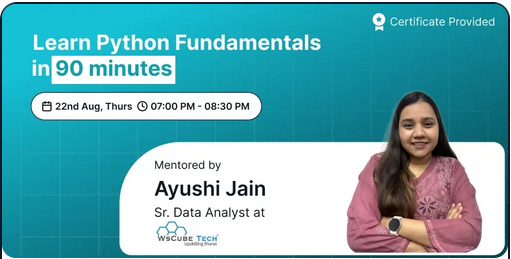 Certificate Provided
Learn Python Fundamentals
in 90 minutes
22nd Aug, Thurs 07:00 PM - 08:30 PM
Mentored by
Ayushi Jain
Sr. Data Analyst at
WsCube Tech
Upskilling Bharat